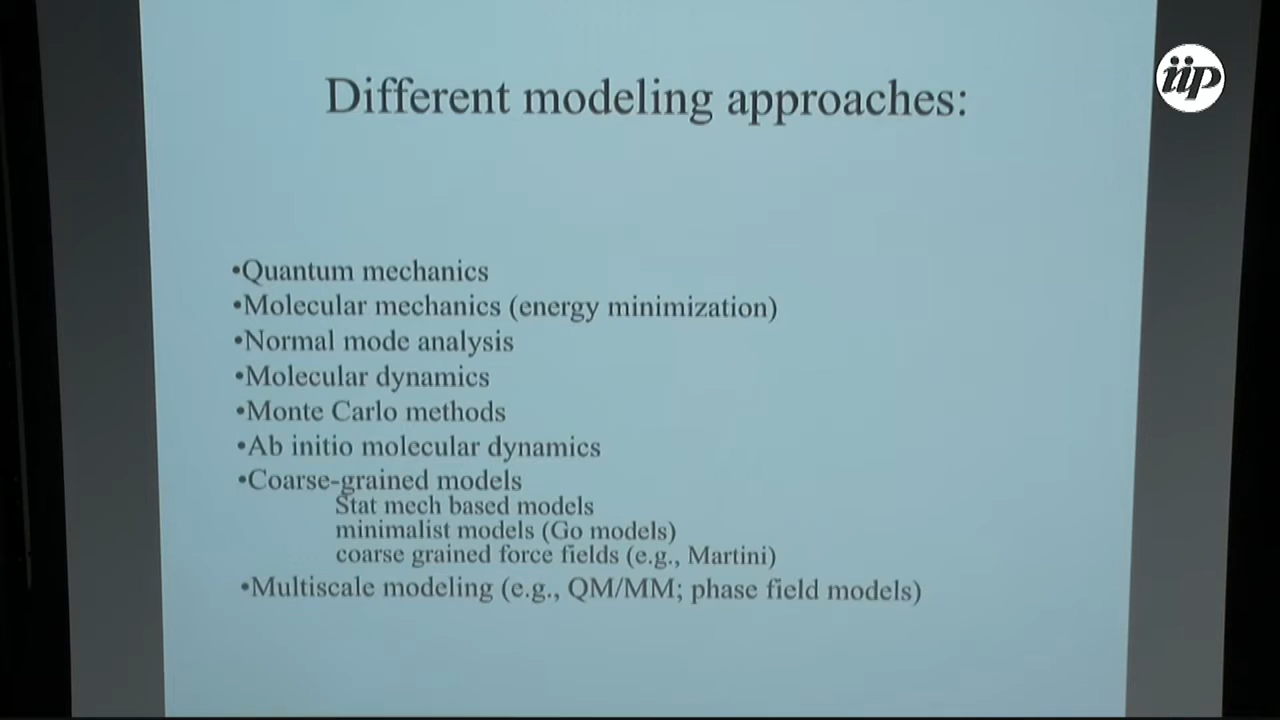 Different modeling approaches:
iip
•Quantum mechanics
•Molecular mechanics (energy minimization)
•Normal mode analysis
•Molecular dynamics
•Monte Carlo methods
•Ab initio molecular dynamics
•Coarse-grained models
Stat mech based models
minimalist models (Go models)
coarse grained force fields (e.g., Martini)
•Multiscale modeling (e.g., QM/MM; phase field models)